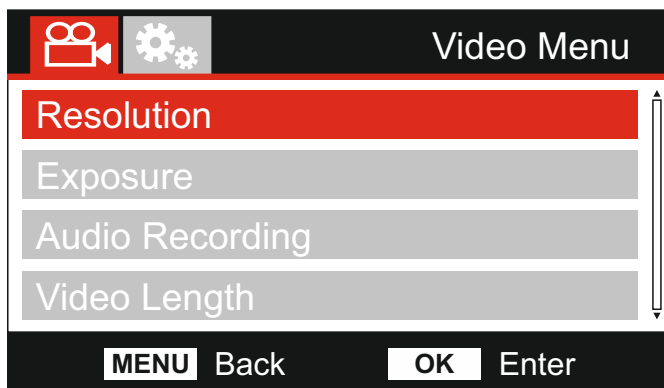 Video Menu
Resolution
Exposure
Audio Recording
Video Length
MENU Back OK Enter